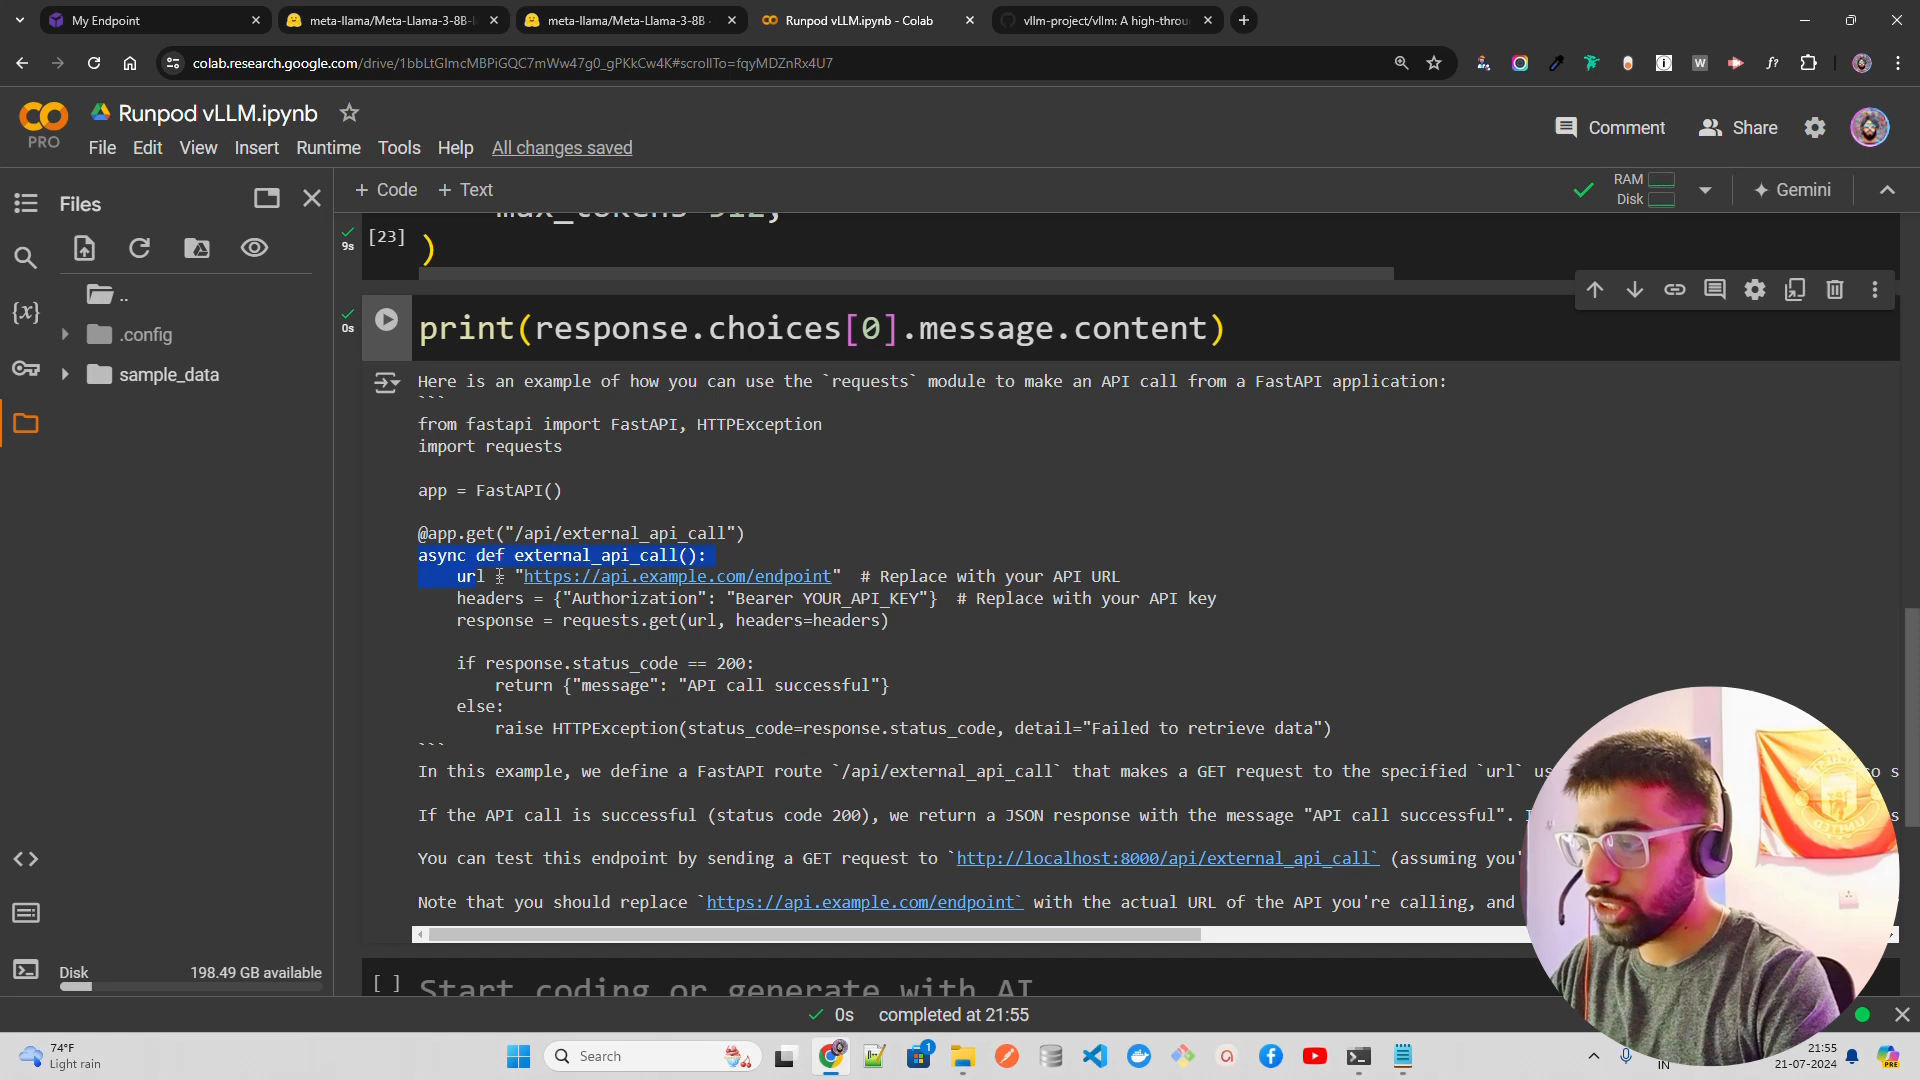 My Endpoint
meta-llama/Meta-Llama-3-8B-I
meta-llama/Meta-Llama-3-8B
Runpod vLLM.ipynb - Colab
vllm-project/vllm: A high-throu
colab.research.google.com/drive/1bbLtGImcMBPiGQC7mWw47g0_gPKkCw4K#scrollTo=fqyMDZnRx4U7
PRO
Runpod vLLM.ipynb
File Edit View Insert Runtime Tools Help All changes saved
Comment
Share
Files
+ Code + Text
RAM
Disk
Gemini
..
.config
sample_data
max_tokens=512,
9s
[23]
)
0s
print(response.choices[0].message.content)
Here is an example of how you can use the `requests` module to make an API call from a FastAPI application:
```
from fastapi import FastAPI, HTTPException
import requests
app = FastAPI()
@app.get("/api/external_api_call")
async def external_api_call():
url = "https://api.example.com/endpoint" # Replace with your API URL
headers = {"Authorization": "Bearer YOUR_API_KEY"} # Replace with your API key
response = requests.get(url, headers=headers)
if response.status_code == 200:
return {"message": "API call successful"}
else:
raise HTTPException(status_code=response.status_code, detail="Failed to retrieve data")
```
In this example, we define a FastAPI route `/api/external_api_call` that makes a GET request to the specified `url` us
If the API call is successful (status code 200), we return a JSON response with the message "API call successful".
You can test this endpoint by sending a GET request to `http://localhost:8000/api/external_api_call` (assuming you'
Note that you should replace `https://api.example.com/endpoint` with the actual URL of the API you're calling, and
[ ]
Start coding or generate with AI
Disk
198.49 GB available
0s completed at 21:55
74°F
Light rain
Search
1
IN
21:55
21-07-2024